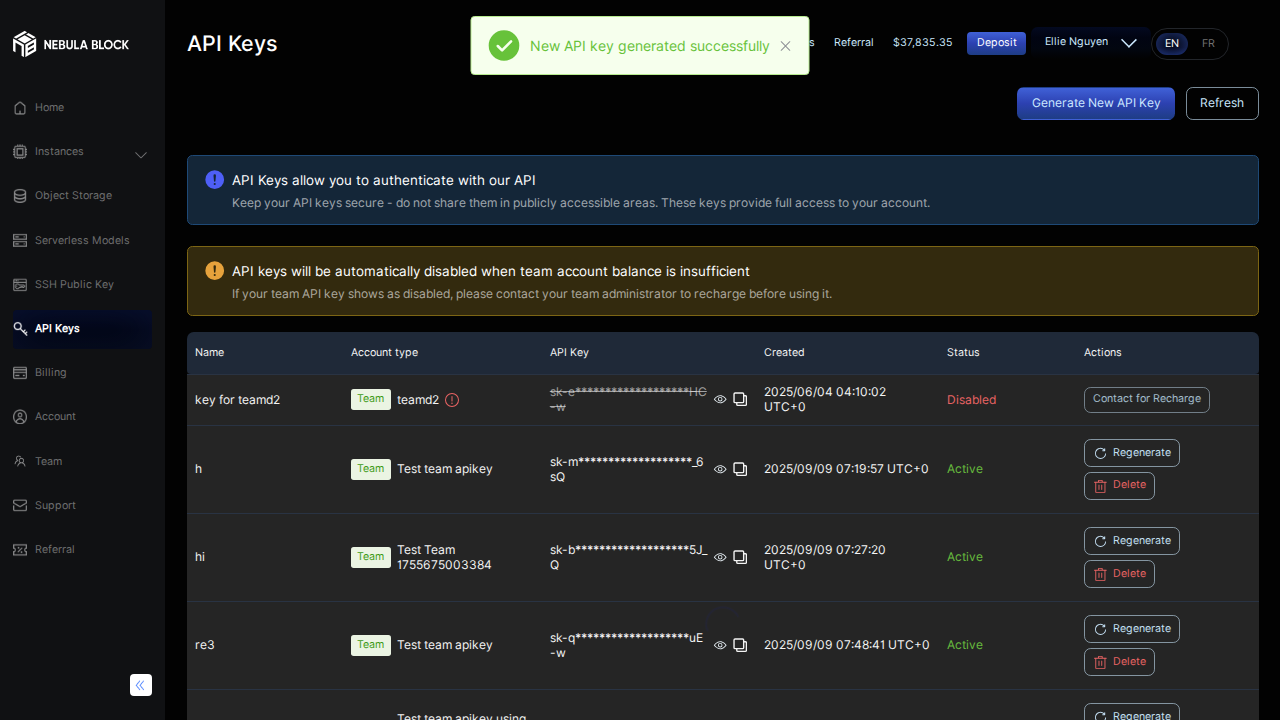 NEBULA BLOCK
API Keys
New API key generated successfully
s
Referral
$37,835.35
Deposit
Ellie Nguyen
EN
FR
Generate New API Key
Refresh
Home
Instances
Object Storage
Serverless Models
SSH Public Key
API Keys
Billing
Account
Team
Support
Referral
API Keys allow you to authenticate with our API
Keep your API keys secure - do not share them in publicly accessible areas. These keys provide full access to your account.
API keys will be automatically disabled when team account balance is insufficient
If your team API key shows as disabled, please contact your team administrator to recharge before using it.
Name Account type API Key Created Status Actions
key for teamd2 Team teamd2 sk-e*******************HC 2025/06/04 04:10:02 Disabled Contact for Recharge
-w UTC+0
h Team Test team apikey sk-m*******************_6 2025/09/09 07:19:57 UTC+0 Active Regenerate
sQ Delete
hi Team Test Team sk-b*******************5J_ 2025/09/09 07:27:20 Active Regenerate
1755675003384 Q UTC+0 Delete
re3 Team Test team apikey sk-q*******************uE 2025/09/09 07:48:41 UTC+0 Active Regenerate
-w Delete
Test team apikey using Regenerate